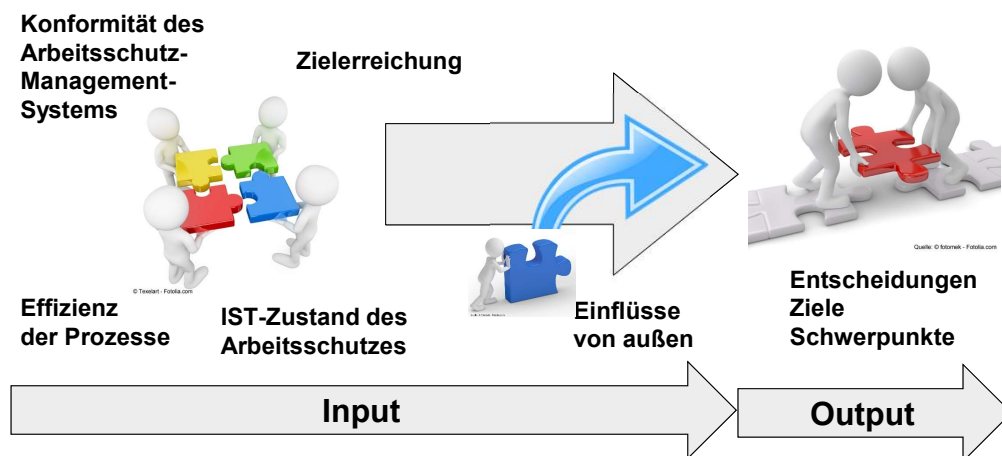 Konformität des
Arbeitsschutz-
Management-
Systems
Zielerreichung
© Texelart - Fotolia.com
Quelle: © fotomek - Fotolia.com
Effizienz
der Prozesse
IST-Zustand des
Arbeitsschutzes
Einflüsse
von außen
Entscheidungen
Ziele
Schwerpunkte
Input
Output